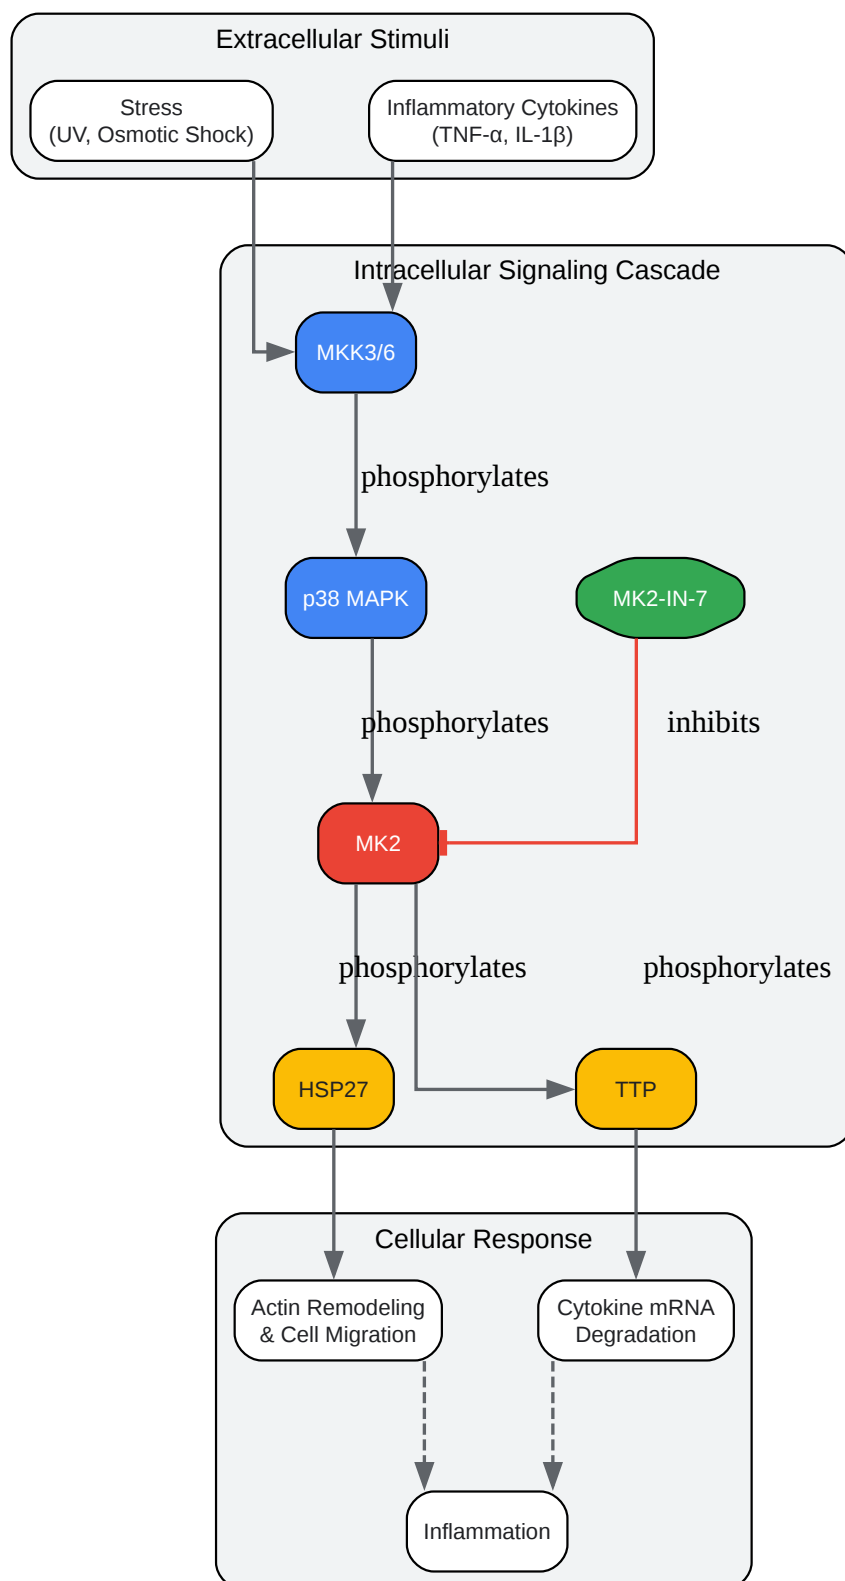 Extracellular Stimuli
Stress
(UV, Osmotic Shock)
Inflammatory Cytokines
(TNF-α, IL-1β)
Intracellular Signaling Cascade
MKK3/6
phosphorylates
p38 MAPK
MK2-IN-7
phosphorylates
inhibits
MK2
phosphorylates
phosphorylates
HSP27
TTP
Cellular Response
Actin Remodeling
& Cell Migration
Cytokine mRNA
Degradation
Inflammation